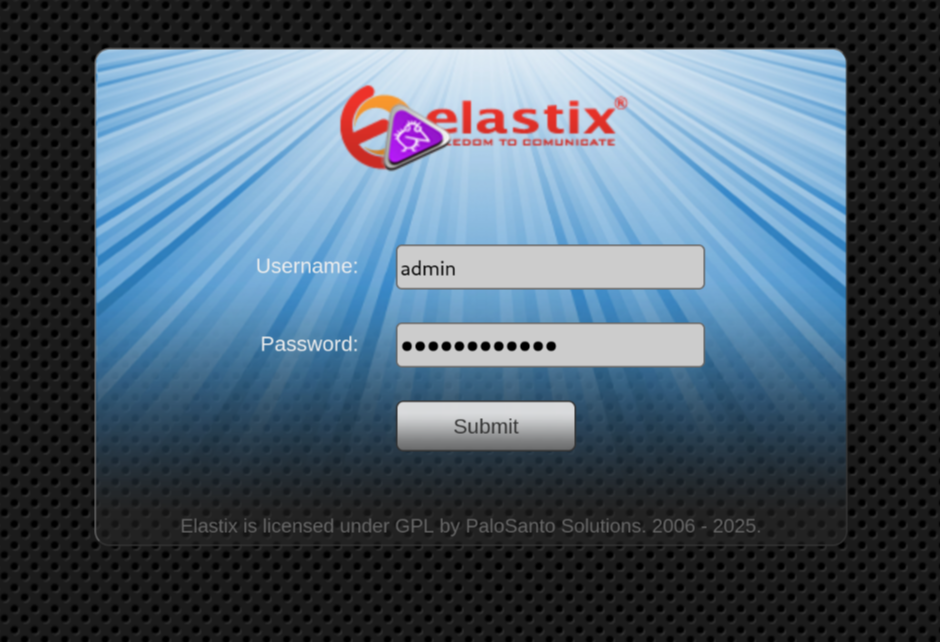 elastix®
EDOM TO COMUNICATE
Username:
admin
Password:
Submit
Elastix is licensed under GPL by PaloSanto Solutions. 2006 - 2025.